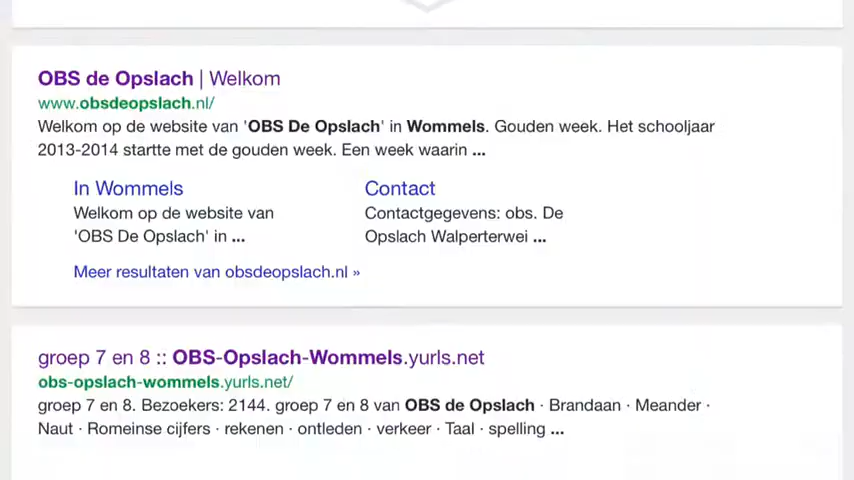 OBS de Opslach | Welkom
www.obsdeopslach.nl/
Welkom op de website van 'OBS De Opslach' in Wommels. Gouden week. Het schooljaar
2013-2014 startte met de gouden week. Een week waarin ...
In Wommels
Welkom op de website van
'OBS De Opslach' in ...
Contact
Contactgegevens: obs. De
Opslach Walperterwei ...
Meer resultaten van obsdeopslach.nl »
groep 7 en 8 :: OBS-Opslach-Wommels.yurls.net
obs-opslach-wommels.yurls.net/
groep 7 en 8. Bezoekers: 2144. groep 7 en 8 van OBS de Opslach · Brandaan · Meander ·
Naut · Romeinse cijfers · rekenen · ontleden · verkeer · Taal · spelling ...